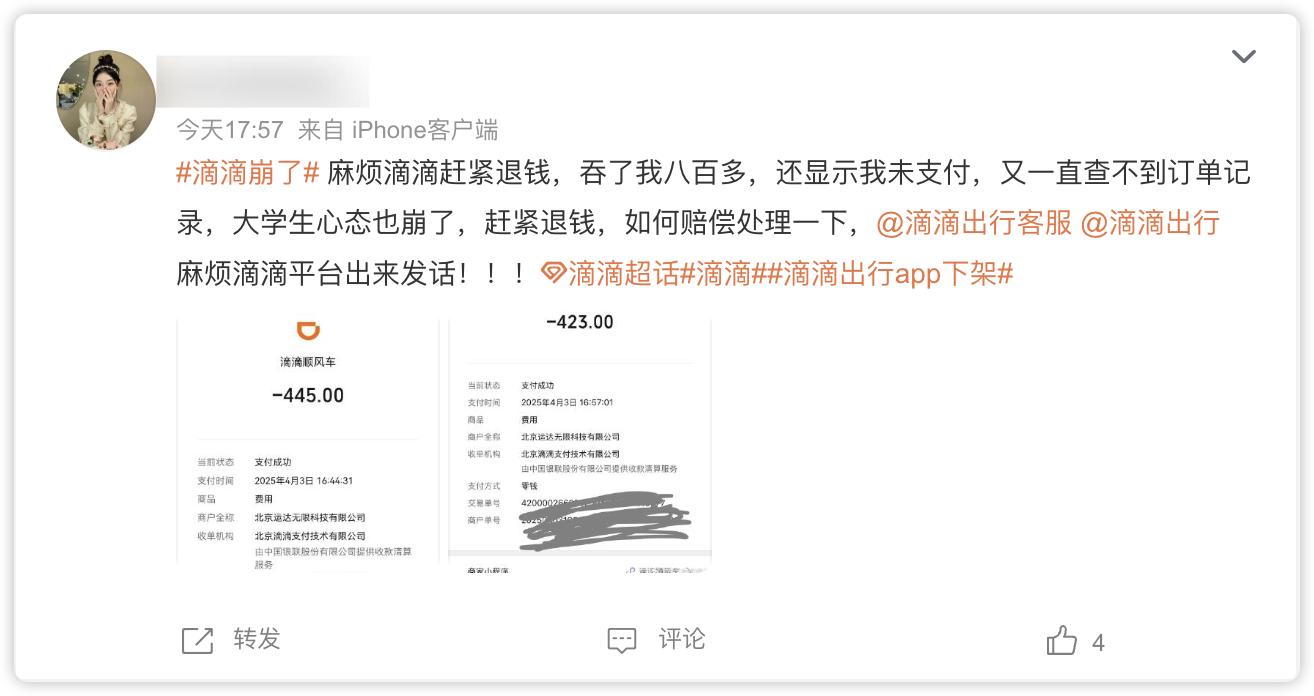 今天17:57 来自 iPhone客户端
#滴滴崩了# 麻烦滴滴赶紧退钱，吞了我八百多，还显示我未支付，又一直查不到订单记
录，大学生心态也崩了，赶紧退钱，如何赔偿处理一下，@滴滴出行客服 @滴滴出行
麻烦滴滴平台出来发话！！！滴滴超话#滴滴##滴滴出行app下架#
滴滴顺风车
-445.00
当前状态 支付成功
支付时间 2025年4月3日 16:44:31
商品 费用
商户全称 北京运达无限科技有限公司
收单机构 北京滴滴支付技术有限公司
由中国银联股份有限公司提供收款清算
服务
-423.00
当前状态 支付成功
支付时间 2025年4月3日 16:57:01
商品 费用
商户全称 北京运达无限科技有限公司
收单机构 北京滴滴支付技术有限公司
由中国银联股份有限公司提供收款清算服务
支付方式 零钱
交易单号
商户单号
商家小程序
转发
评论
4